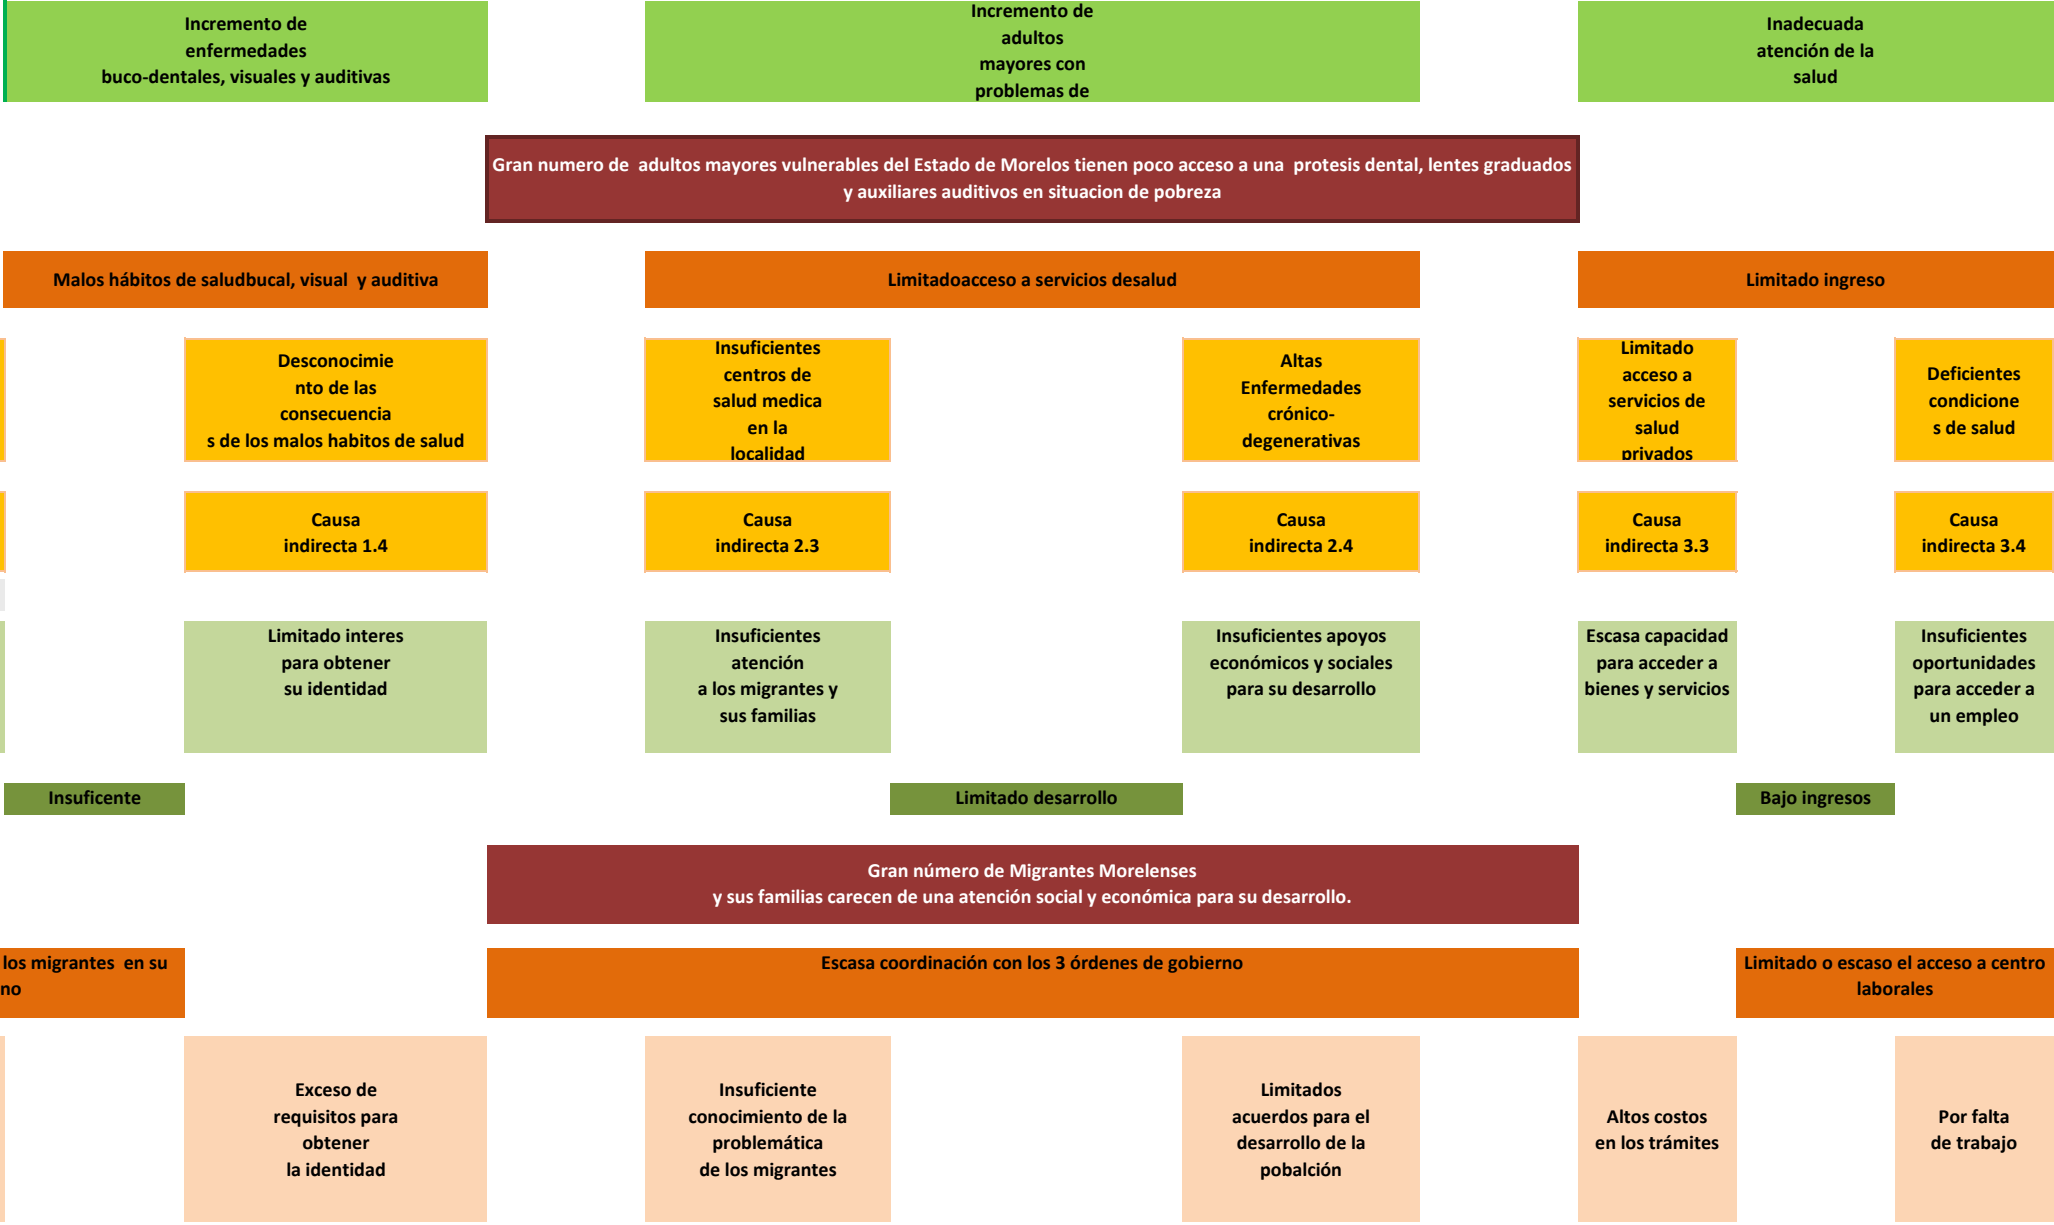 Incremento de
enfermedades
buco-dentales, visuales y auditivas
Incremento de
adultos
mayores con
problemas de
Inadecuada
atención de la
salud
Gran numero de  adultos mayores vulnerables del Estado de Morelos tienen poco acceso a una  protesis dental, lentes graduados
y auxiliares auditivos en situacion de pobreza
Malos hábitos de saludbucal, visual  y auditiva
Limitadoacceso a servicios desalud
Limitado ingreso
Desconocimie
nto de las
consecuencia
s de los malos habitos de salud
Insuficientes
centros de
salud medica
en la
localidad
Altas
Enfermedades
crónico-
degenerativas
Limitado
acceso a
servicios de
salud
privados
Deficientes
condicione
s de salud
Causa
indirecta 1.4
Causa
indirecta 2.3
Causa
indirecta 2.4
Causa
indirecta 3.3
Causa
indirecta 3.4
Limitado interes
para obtener
su identidad
Insuficientes
atención
a los migrantes y
sus familias
Insuficientes apoyos
económicos y sociales
para su desarrollo
Escasa capacidad
para acceder a
bienes y servicios
Insuficientes
oportunidades
para acceder a
un empleo
Insuficente
Limitado desarrollo
Bajo ingresos
Gran número de Migrantes Morelenses
y sus familias carecen de una atención social y económica para su desarrollo.
los migrantes  en su
no
Escasa coordinación con los 3 órdenes de gobierno
Limitado o escaso el acceso a centro
laborales
Exceso de
requisitos para
obtener
la identidad
Insuficiente
conocimiento de la
problemática
de los migrantes
Limitados
acuerdos para el
desarrollo de la
pobalción
Altos costos
en los trámites
Por falta
de trabajo